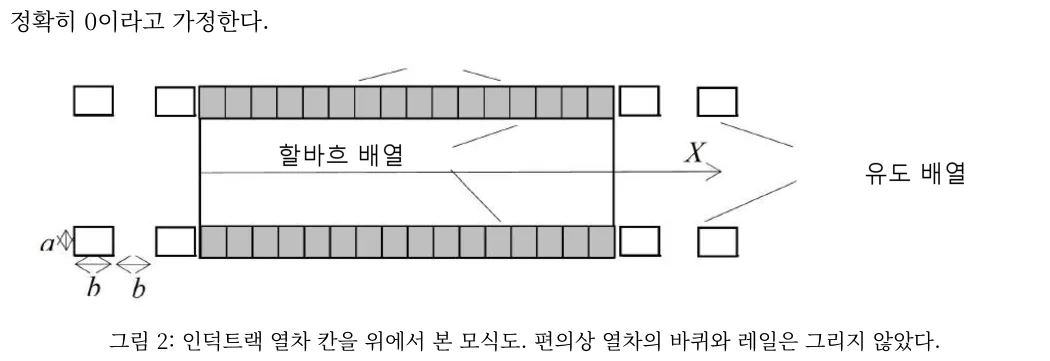 정확히 0이라고 가정한다.
할바흐 배열
X
유도 배열
a
b
b
그림 2: 인덕트랙 열차 칸을 위에서 본 모식도. 편의상 열차의 바퀴와 레일은 그리지 않았다.